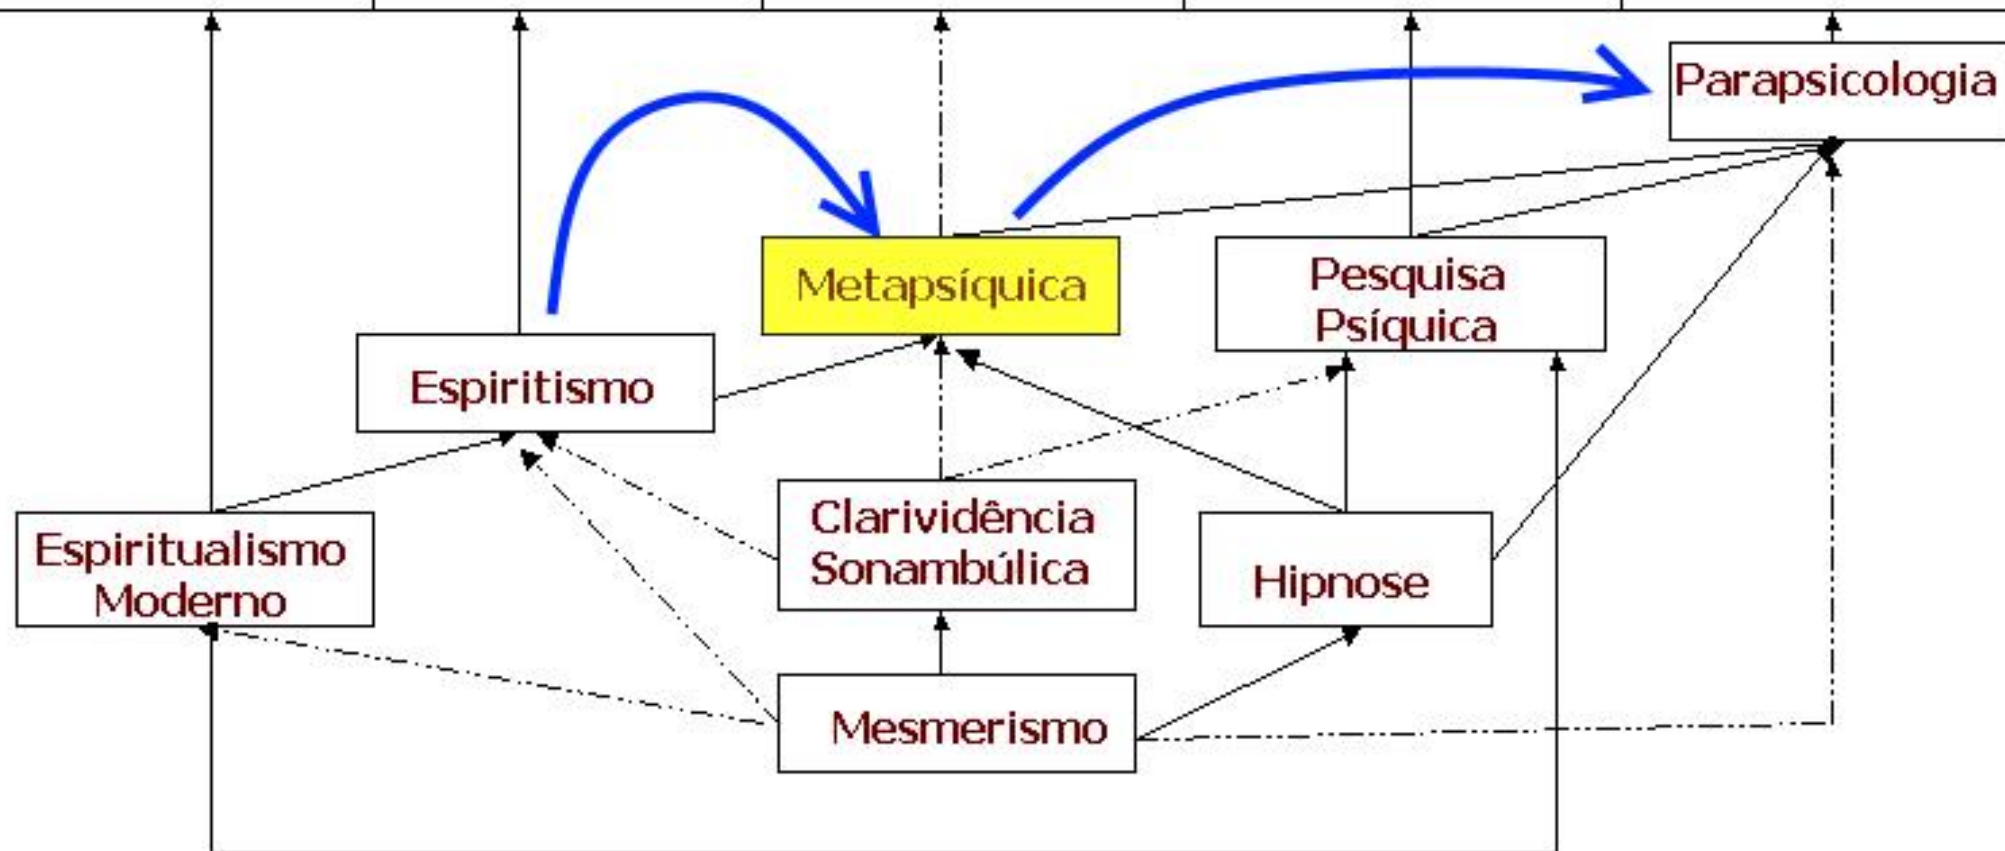 Parapsicologia
Metapsíquica
Pesquisa
Psíquica
Espiritismo
Clarividência
Sonambúlica
Espiritualismo
Moderno
Hipnose
Mesmerismo